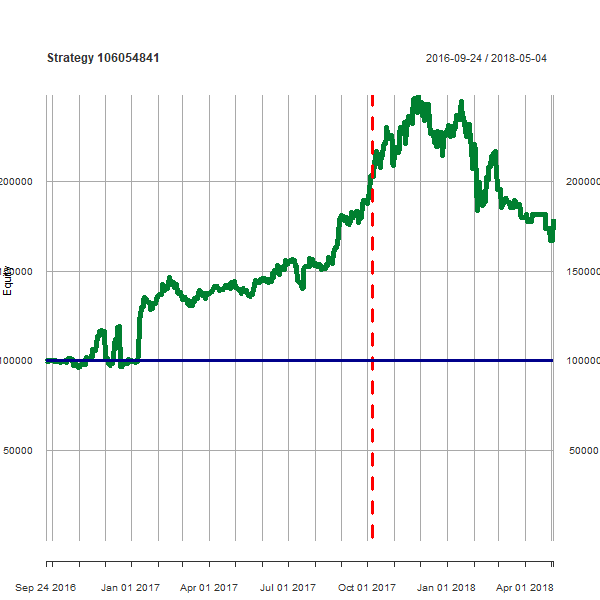 Strategy 106054841
2016-09-24 / 2018-05-04
200000
200000
150000
150000
Equity
100000
100000
50000
50000
Sep 24 2016
Jan 01 2017
Apr 01 2017
Jul 01 2017
Oct 01 2017
Jan 01 2018
Apr 01 2018